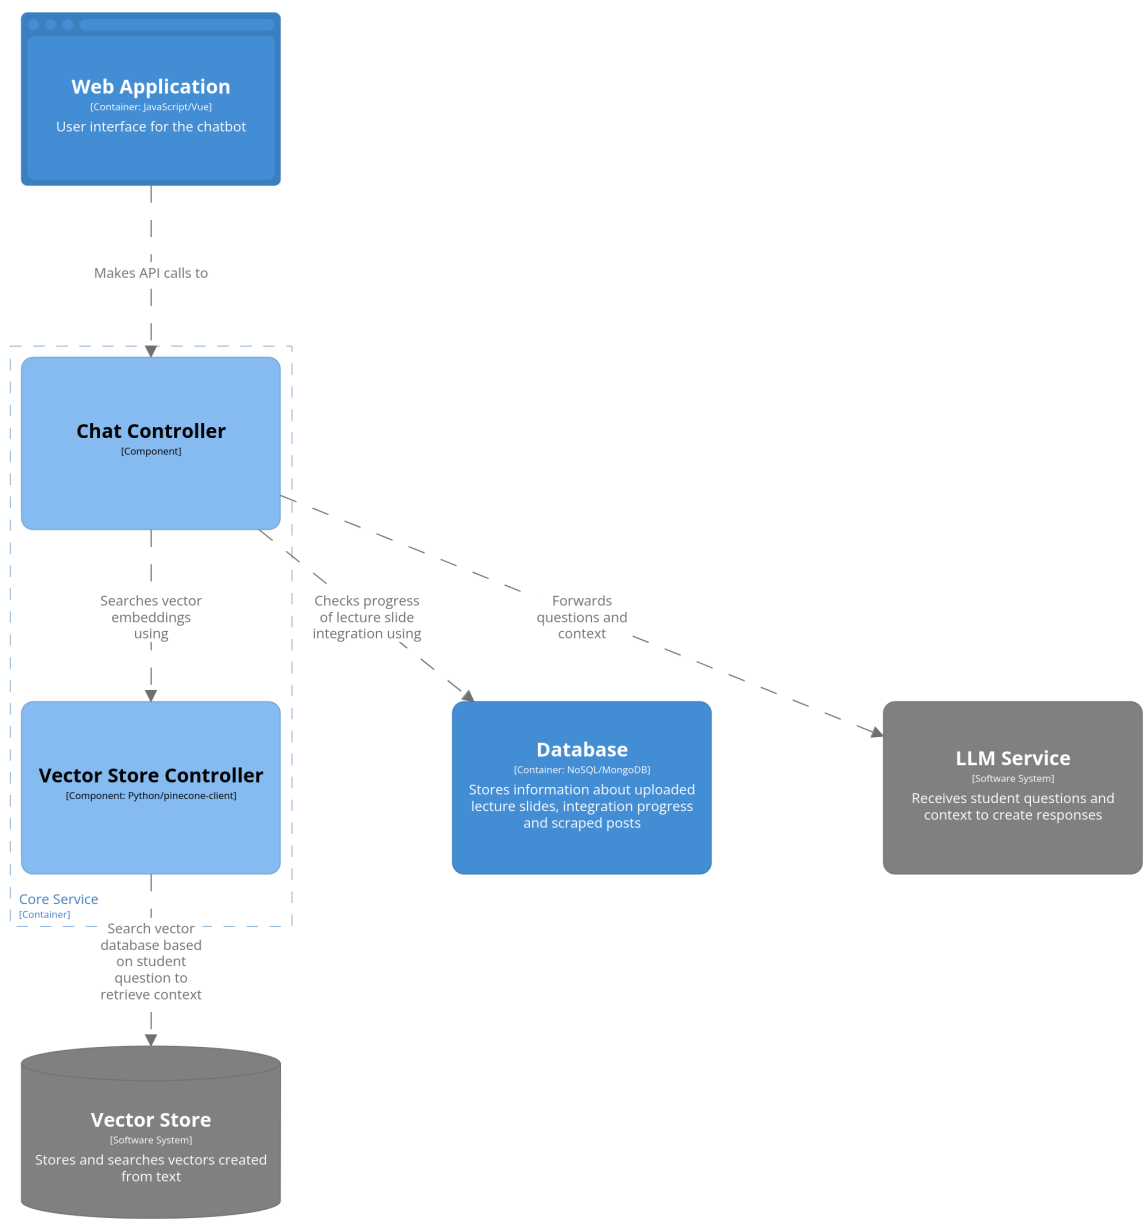 Web Application
[Container: JavaScript/Vue]
User interface for the chatbot
Makes API calls to
Chat Controller
[Component]
Searches vector
embeddings
using
Checks progress
of lecture slide
integration using
Forwards
questions and
context
Vector Store Controller
[Component: Python/pinecone-client]
Database
[Container: NoSQL/MongoDB]
Stores information about uploaded
lecture slides, integration progress
and scraped posts
LLM Service
[Software System]
Receives student questions and
context to create responses
Core Service
[Container]
Search vector
database based
on student
question to
retrieve context
Vector Store
[Software System]
Stores and searches vectors created
from text